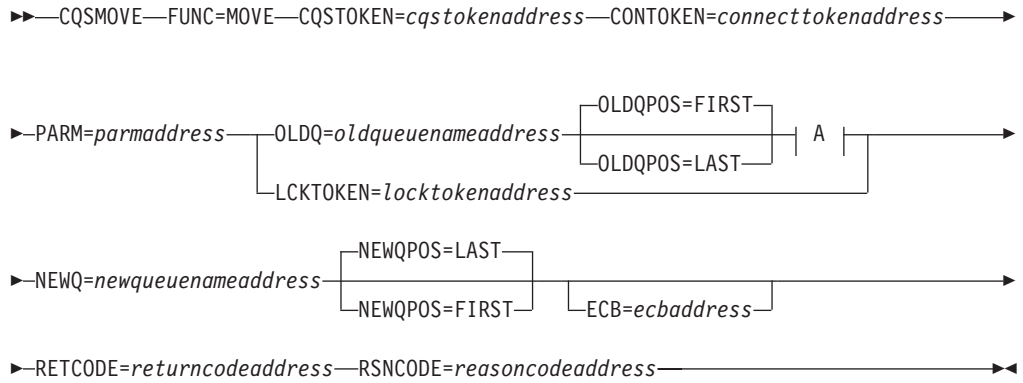 CQSMOVE FUNC=MOVE CQSTOKEN=cqstokenaddress CONTOKEN=connecttokenaddress
OLDQPOS=FIRST
PARM=parmaddress OLDQ=oldqueuenameaddress A
OLDQPOS=LAST
LCKTOKEN=locktokenaddress
NEWQPOS=LAST
NEWQ=newqueuenameaddress
NEWQPOS=FIRST ECB=ecbaddress
RETCODE=returncodeaddress RSNCODE=reasoncodeaddress